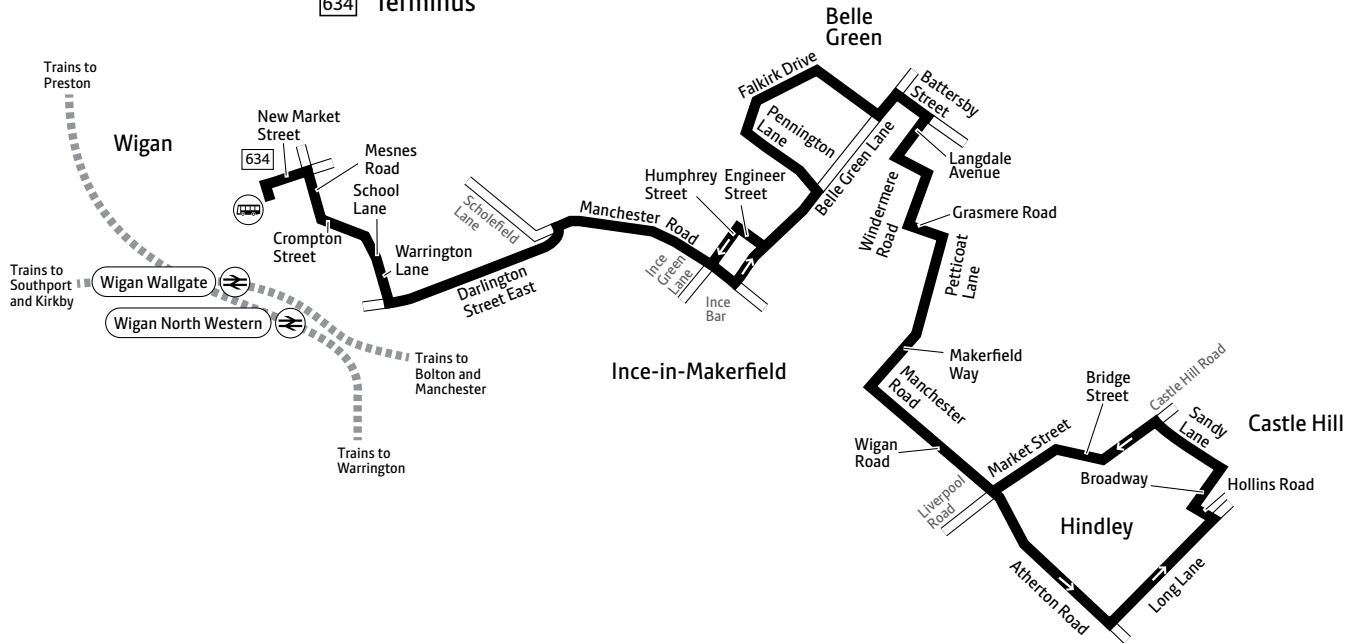 634 Terminus
Belle
Green
Trains to
Preston
Falkirk Drive
Battersby
Street
New Market
Street
Wigan
Mesnes
Road
634
Pennington
Lane
Belle Green Lane
Langdale
Avenue
School
Lane
Humphrey
Street
Engineer
Street
Scholefield
Lane
Manchester Road
Windermere
Road
Grasmere Road
Crompton
Street
Warrington
Lane
Petticoat
Lane
Trains to
Southport
and Kirkby
Wigan Wallgate
Darlington
Street East
Ince
Green
Lane
Ince
Bar
Wigan North Western
Trains to
Bolton and
Manchester
Ince-in-Makerfield
Makerfield
Way
Manchester
Road
Bridge
Street
Castle Hill Road
Sandy
Lane
Castle Hill
Trains to
Warrington
Wigan
Road
Market Street
Broadway
Hollins Road
Liverpool
Road
Hindley
Atherton Road
Long Lane